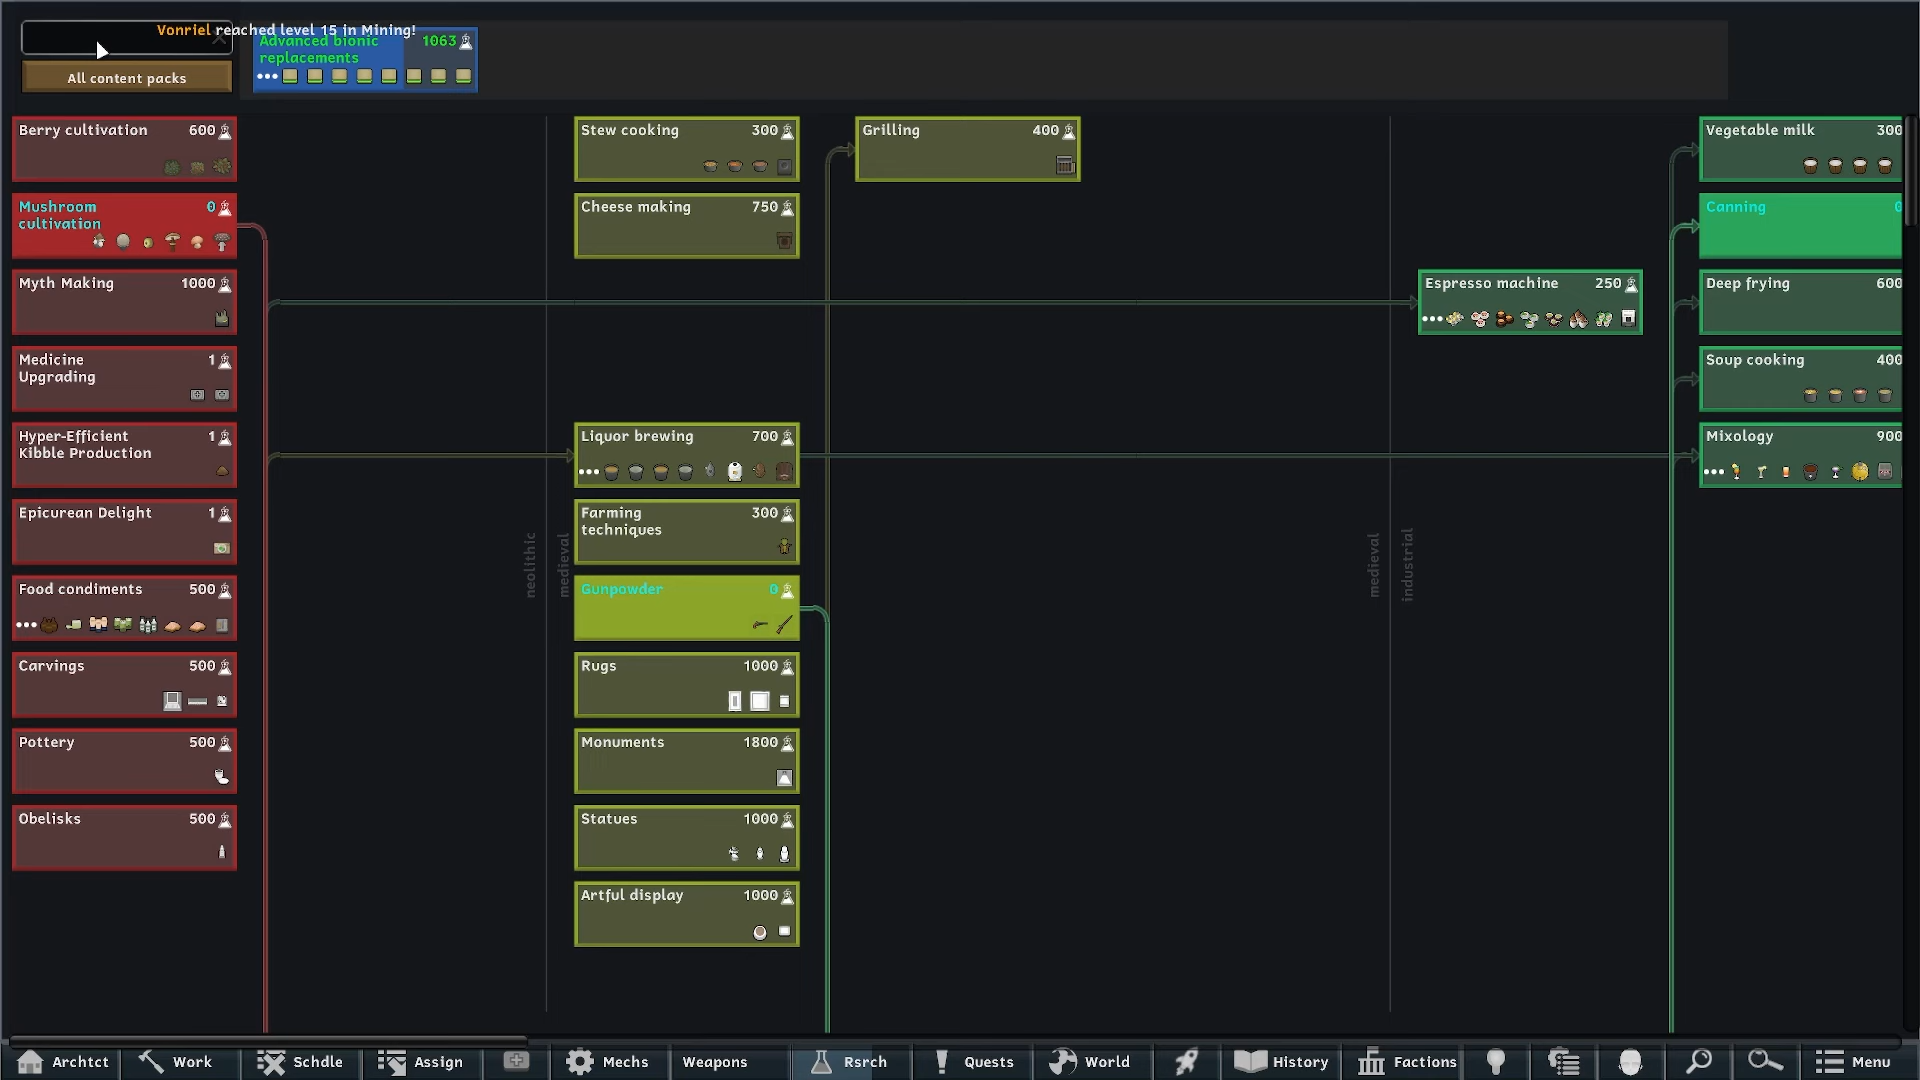 Vonriel reached level 15 in Mining!
All content packs
Advanced bionic 1063
replacements
Berry cultivation 600
Mushroom 0
cultivation
Myth Making 1000
Medicine 1
Upgrading
Hyper-Efficient 1
Kibble Production
Epicurean Delight 1
Food condiments 500
Carvings 500
Pottery 500
Obelisks 500
neolithic
medieval
Stew cooking 300
Cheese making 750
Liquor brewing 700
Farming 300
techniques
Gunpowder 0
Rugs 1000
Monuments 1800
Statues 1000
Artful display 1000
Grilling 400
medieval
industrial
Espresso machine 250
Vegetable milk 300
Canning 0
Deep frying 600
Soup cooking 400
Mixology 900
Archtct
Work
Schdle
Assign
Mechs
Weapons
Rsrch
Quests
World
History
Factions
Menu